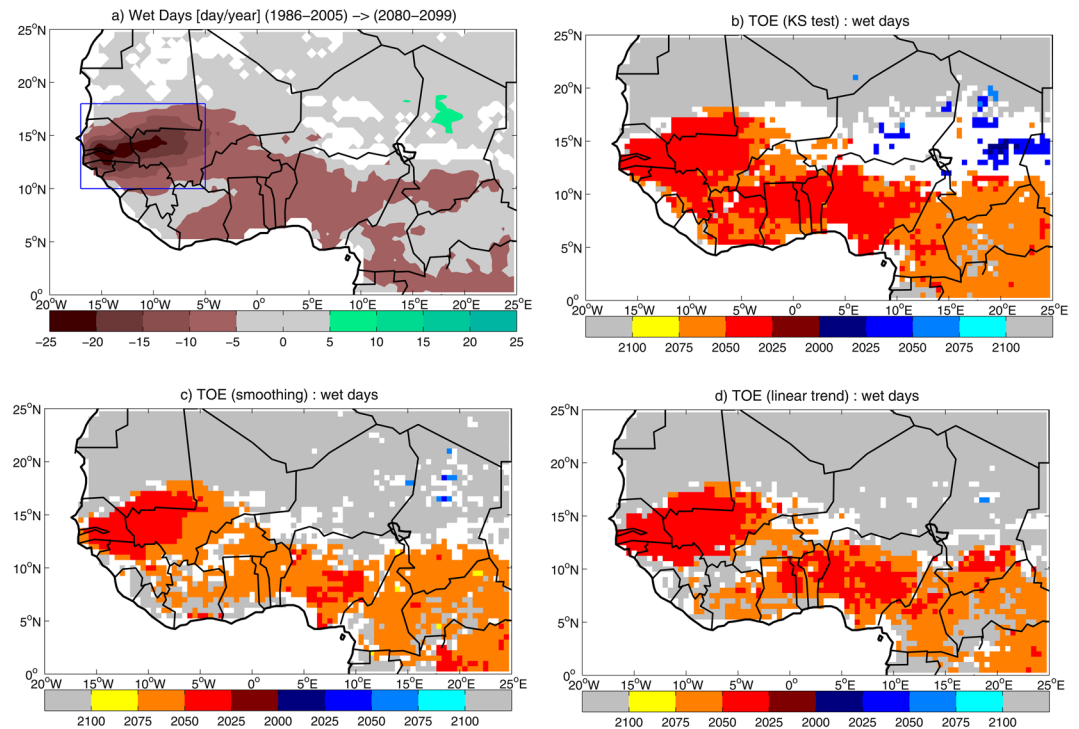 a) Wet Days [day/year] (1986−2005) −> (2080−2099)
25°N
20°N
15°N
10°N
5°N
0°
20°W 15°W 10°W 5°W 0° 5°E 10°E 15°E 20°E 25°E
−25 −20 −15 −10 −5 0 5 10 15 20 25
b) TOE (KS test) : wet days
25°N
20°N
15°N
10°N
5°N
0°
20°W 15°W 10°W 5°W 0° 5°E 10°E 15°E 20°E 25°E
2100 2075 2050 2025 2000 2025 2050 2075 2100
c) TOE (smoothing) : wet days
25°N
20°N
15°N
10°N
5°N
0°
20°W 15°W 10°W 5°W 0° 5°E 10°E 15°E 20°E 25°E
2100 2075 2050 2025 2000 2025 2050 2075 2100
d) TOE (linear trend) : wet days
25°N
20°N
15°N
10°N
5°N
0°
20°W 15°W 10°W 5°W 0° 5°E 10°E 15°E 20°E 25°E
2100 2075 2050 2025 2000 2025 2050 2075 2100